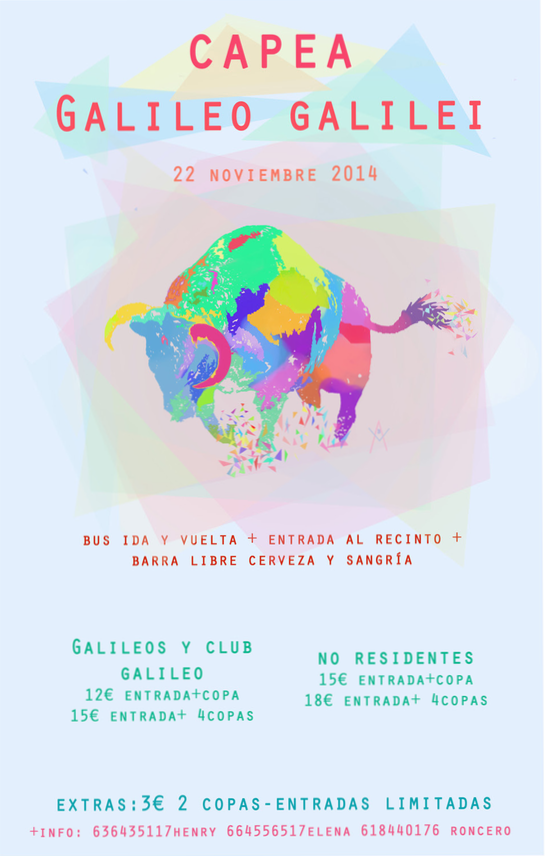 CAPEA
GALILEO GALILEI
22 NOVIEMBRE 2014
BUS IDA Y VUELTA + ENTRADA AL RECINTO +
BARRA LIBRE CERVEZA Y SANGRÍA
GALILEOS Y CLUB
GALILEO
12€ ENTRADA+COPA
15€ ENTRADA+ 4COPAS
NO RESIDENTES
15€ ENTRADA+COPA
18€ ENTRADA+ 4COPAS
EXTRAS:3€ 2 COPAS-ENTRADAS LIMITADAS
+INFO: 636435117HENRY 664556517ELENA 618440176 RONCERO